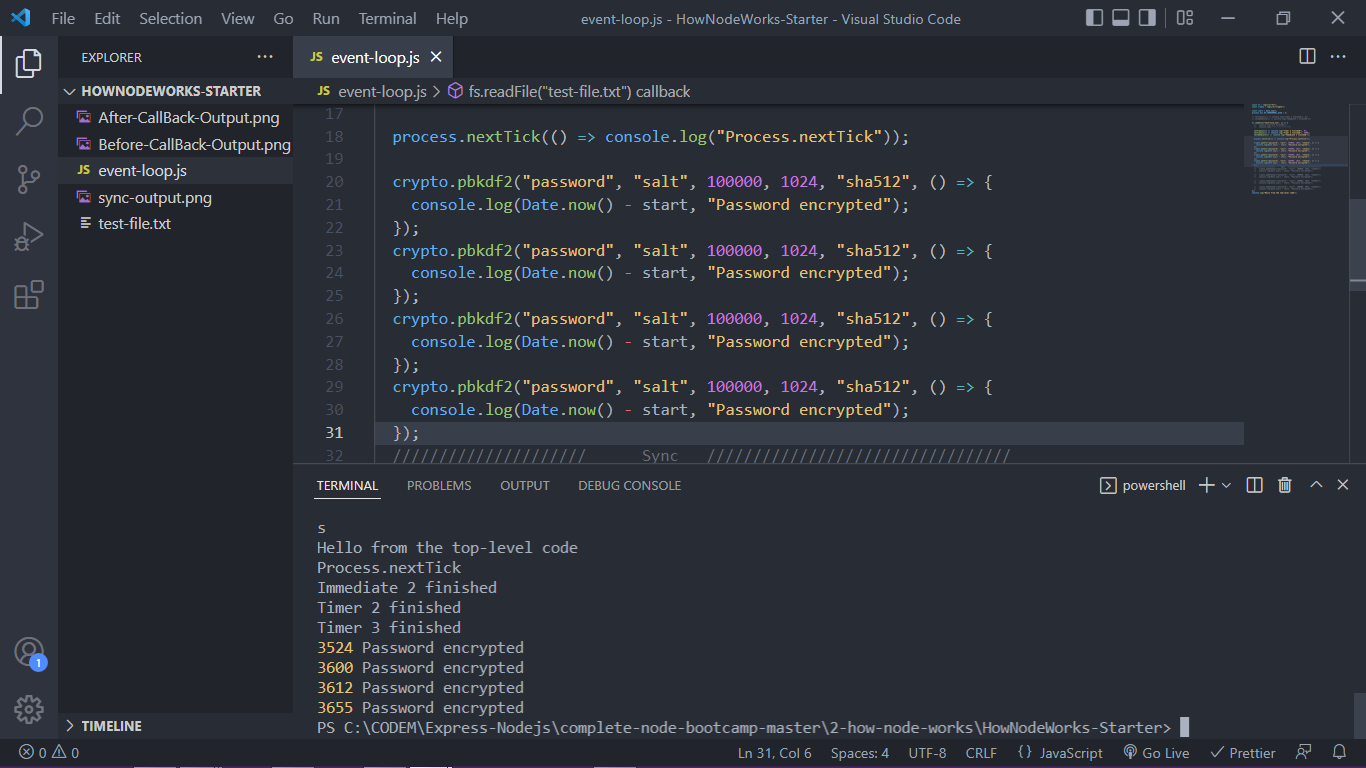 File Edit Selection View Go Run Terminal Help event-loop.js - HowNodeWorks-Starter - Visual Studio Code
EXPLORER ···
HOWNODEWORKS-STARTER
After-CallBack-Output.png
Before-CallBack-Output.png
JS event-loop.js
sync-output.png
test-file.txt
TIMELINE
1
JS event-loop.js
JS event-loop.js > fs.readFile("test-file.txt") callback
17
18 process.nextTick(() => console.log("Process.nextTick"));
19
20 crypto.pbkdf2("password", "salt", 100000, 1024, "sha512", () => {
21 console.log(Date.now() - start, "Password encrypted");
22 });
23 crypto.pbkdf2("password", "salt", 100000, 1024, "sha512", () => {
24 console.log(Date.now() - start, "Password encrypted");
25 });
26 crypto.pbkdf2("password", "salt", 100000, 1024, "sha512", () => {
27 console.log(Date.now() - start, "Password encrypted");
28 });
29 crypto.pbkdf2("password", "salt", 100000, 1024, "sha512", () => {
30 console.log(Date.now() - start, "Password encrypted");
31 });
32 ///////////////////// Sync /////////////////////////////////
TERMINAL PROBLEMS OUTPUT DEBUG CONSOLE powershell
s
Hello from the top-level code
Process.nextTick
Immediate 2 finished
Timer 2 finished
Timer 3 finished
3524 Password encrypted
3600 Password encrypted
3612 Password encrypted
3655 Password encrypted
PS C:\CODEM\Express-Nodejs\complete-node-bootcamp-master\2-how-node-works\HowNodeWorks-Starter>
0 0 Ln 31, Col 6 Spaces: 4 UTF-8 CRLF {} JavaScript Go Live Prettier